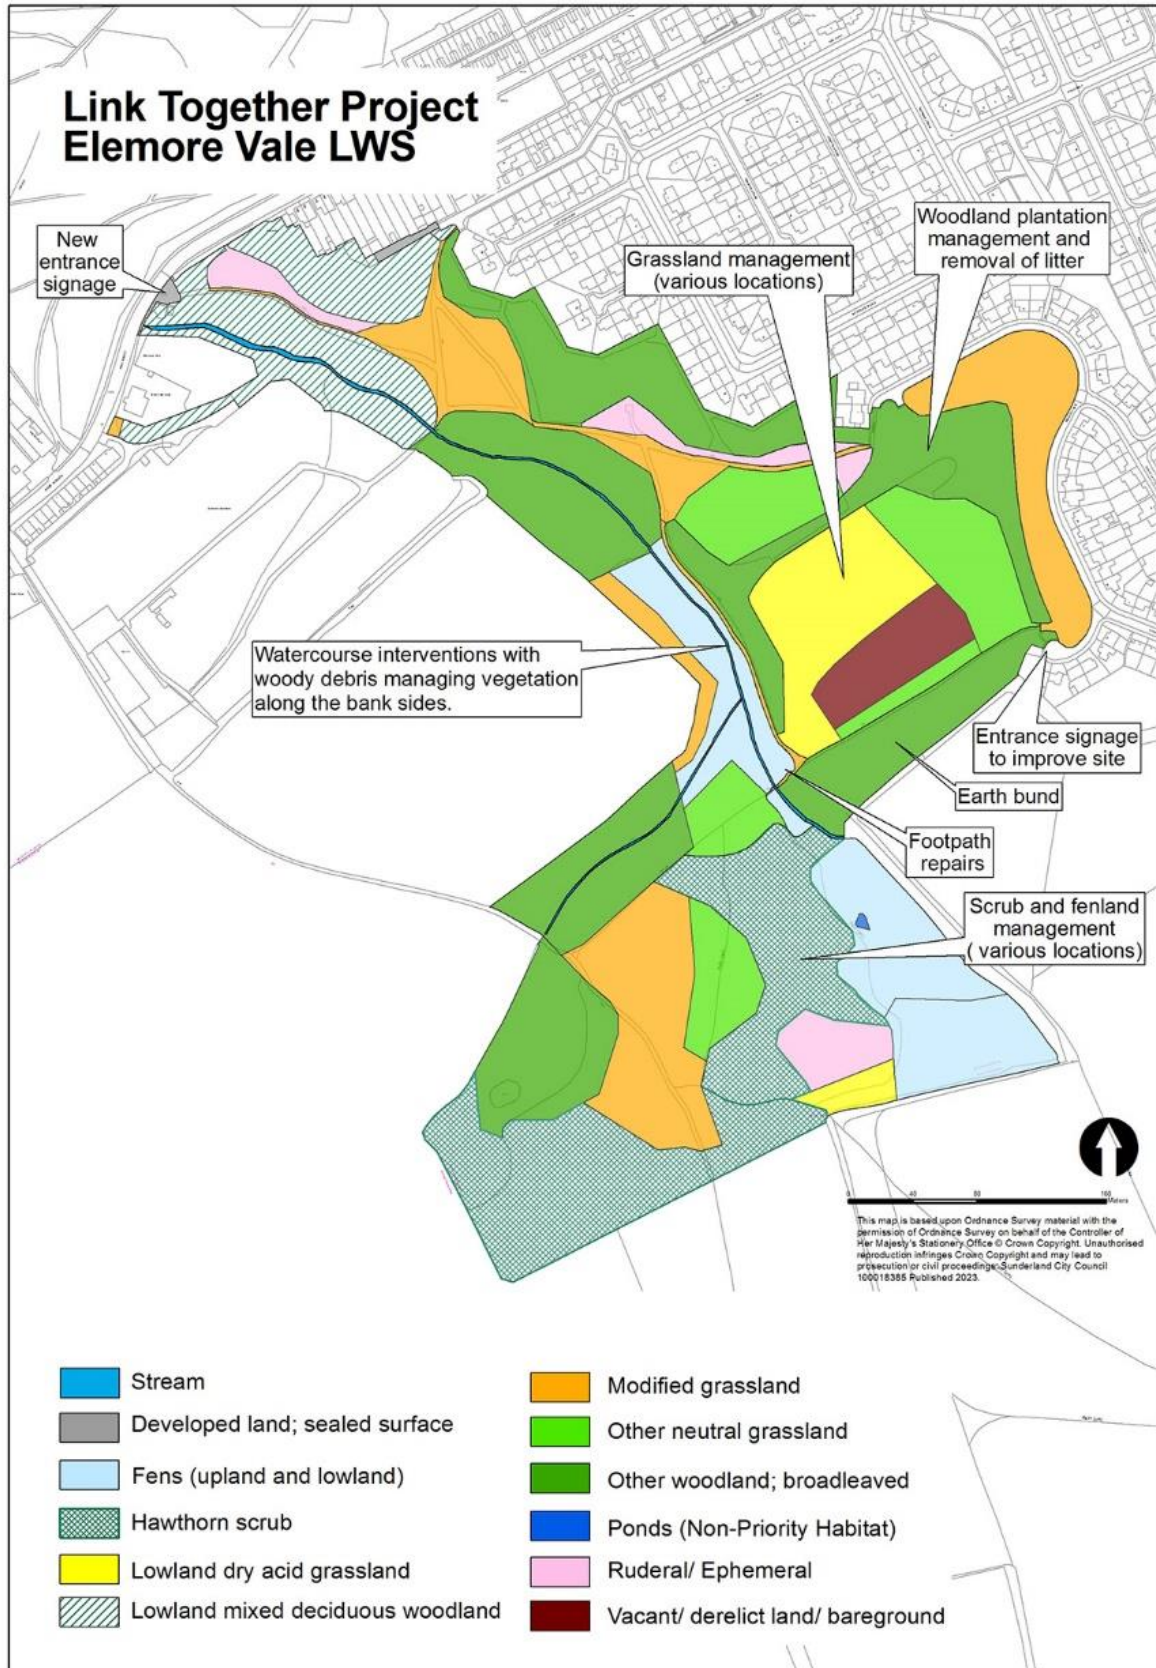 Link Together Project
Elemore Vale LWS
New
entrance
signage
Grassland management
(various locations)
Woodland plantation
management and
removal of litter
Watercourse interventions with
woody debris managing vegetation
along the bank sides.
Entrance signage
to improve site
Earth bund
Footpath
repairs
Scrub and fenland
management
( various locations)
0 40 80 160
Meters
This map is based upon Ordnance Survey material with the
permission of Ordnance Survey on behalf of the Controller of
Her Majesty's Stationery Office © Crown Copyright. Unauthorised
reproduction infringes Crown Copyright and may lead to
prosecution or civil proceedings. Sunderland City Council
100018385 Published 2023.
Stream
Developed land; sealed surface
Fens (upland and lowland)
Hawthorn scrub
Lowland dry acid grassland
Lowland mixed deciduous woodland
Modified grassland
Other neutral grassland
Other woodland; broadleaved
Ponds (Non-Priority Habitat)
Ruderal/ Ephemeral
Vacant/ derelict land/ bareground